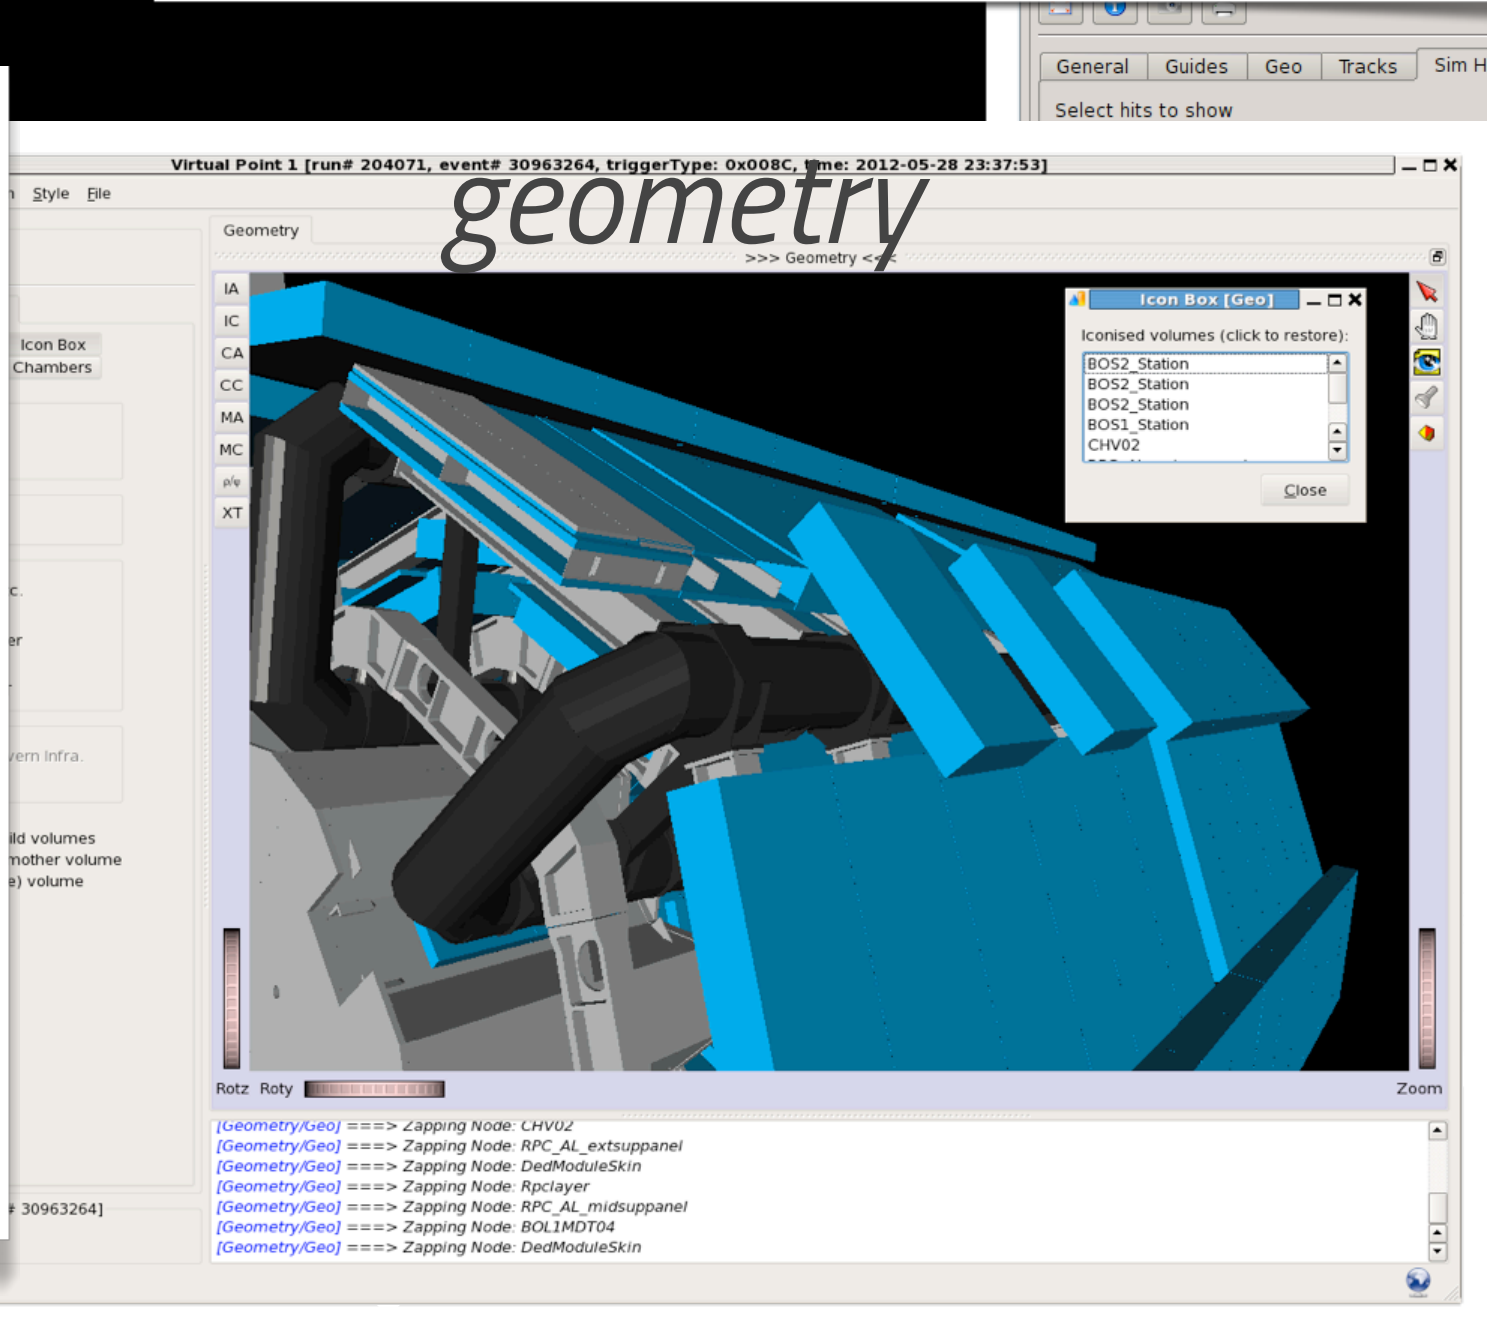 General Guides Geo Tracks Sim H
Select hits to show
Virtual Point 1 [run# 204071, event# 30963264, triggerType: 0x008C, time: 2012-05-28 23:37:53]
Style File
geometry
Geometry
>>> Geometry <<<
IA
IC
CA
CC
MA
MC
ρ/φ
XT
Icon Box
Chambers
Icon Box [Geo]
Iconised volumes (click to restore):
BOS2_Station
BOS2_Station
BOS2_Station
BOS1_Station
CHV02
Close
c.
er
vern Infra.
ild volumes
mother volume
e) volume
Rotz Roty
Zoom
[Geometry/Geo] ===> Zapping Node: CHV02
[Geometry/Geo] ===> Zapping Node: RPC_AL_extsuppanel
[Geometry/Geo] ===> Zapping Node: DedModuleSkin
[Geometry/Geo] ===> Zapping Node: Rpclayer
[Geometry/Geo] ===> Zapping Node: RPC_AL_midsuppanel
[Geometry/Geo] ===> Zapping Node: BOL1MDT04
[Geometry/Geo] ===> Zapping Node: DedModuleSkin
# 30963264]